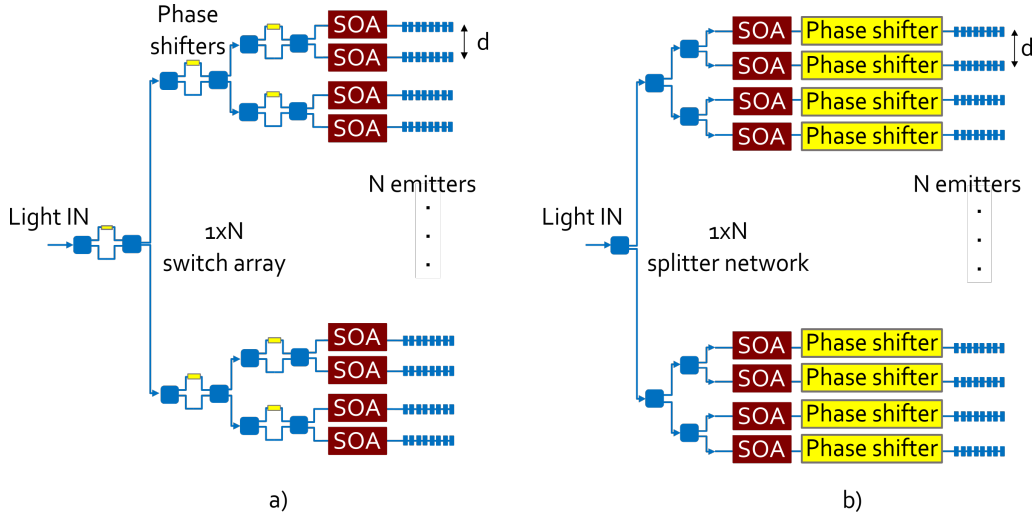 Phase
shifters
SOA
SOA
d
SOA
SOA
N emitters
Light IN
1xN
switch array
SOA
SOA
SOA
SOA
a)
SOA Phase shifter
SOA Phase shifter
d
SOA Phase shifter
SOA Phase shifter
N emitters
Light IN
1xN
splitter network
SOA Phase shifter
SOA Phase shifter
SOA Phase shifter
SOA Phase shifter
b)